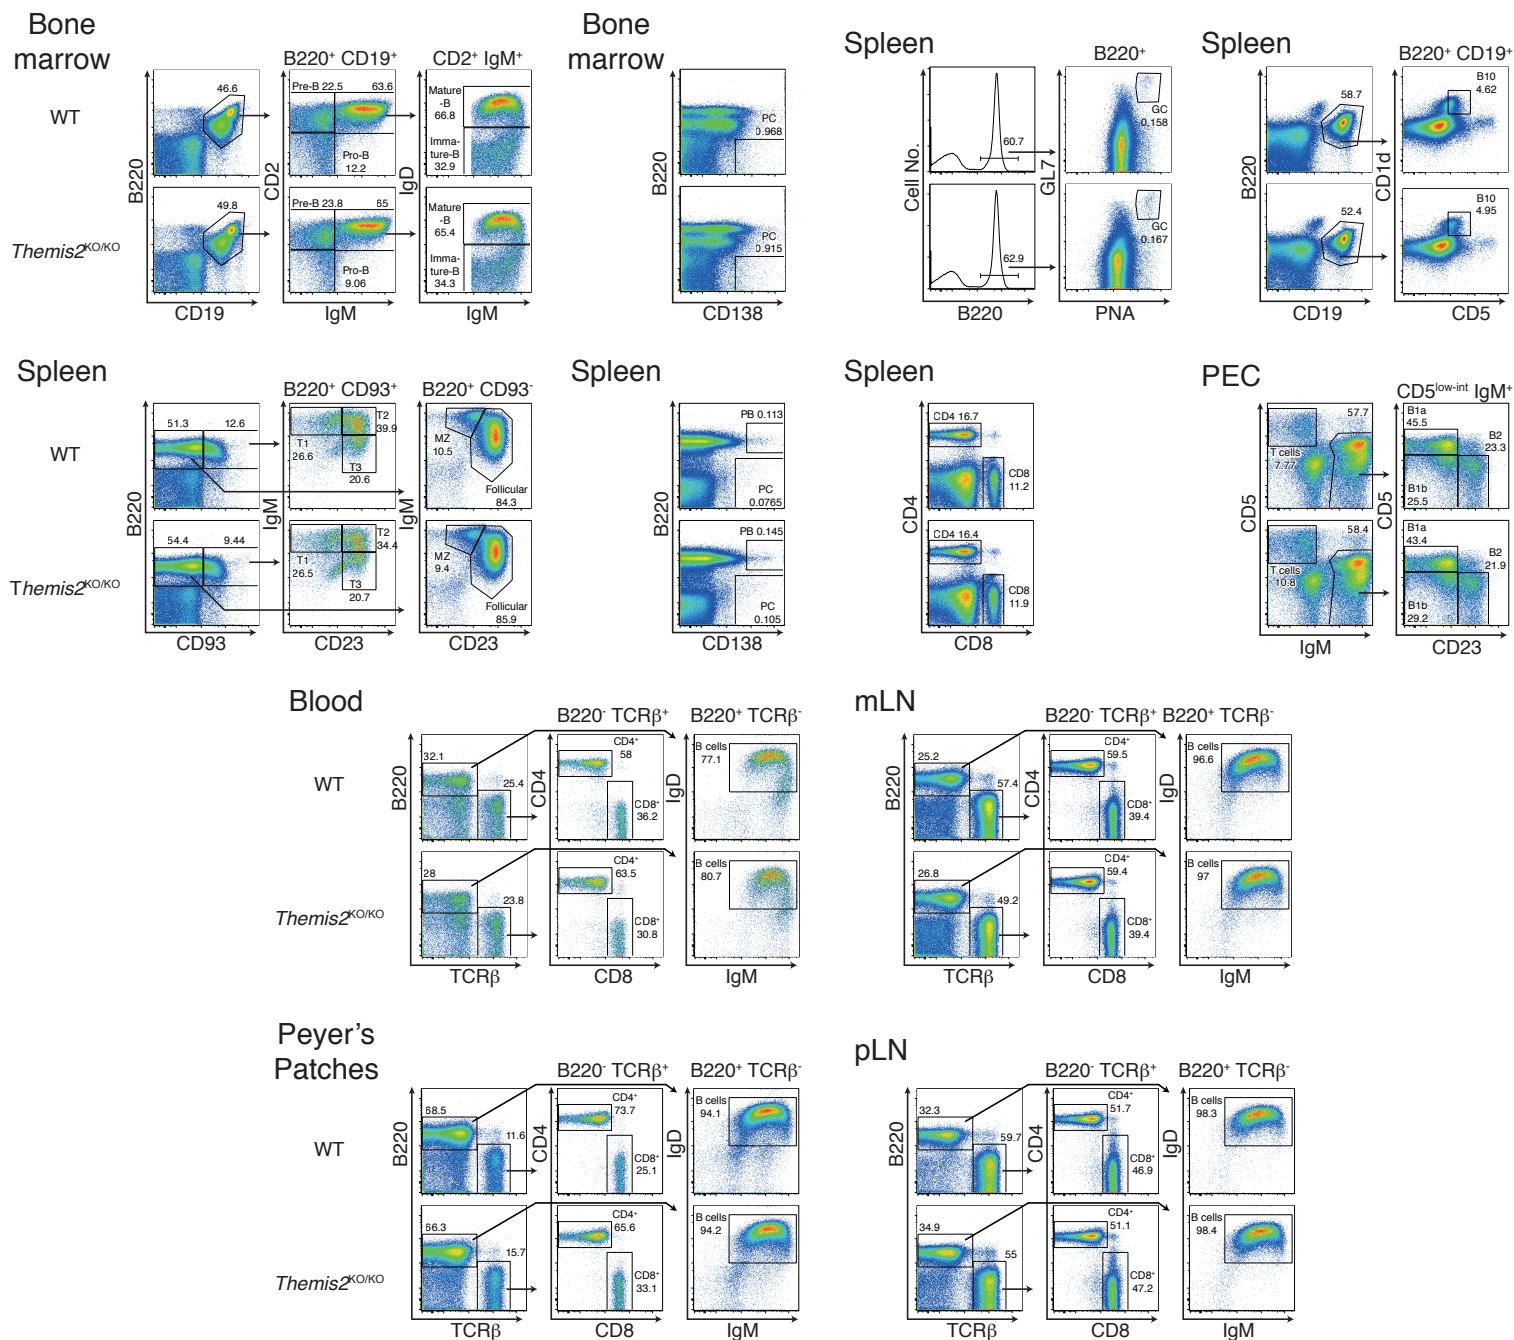 Bone
marrow
B220⁺ CD19⁺
CD2⁺ IgM⁺
WT
B220
46.6
CD2
Pre-B 22.5
63.6
Pro-B
12.2
IgD
Mature
-B
66.8
Imma-
ture-B
32.9
Themis2KO/KO
49.8
Pre-B 23.8
65
Pro-B
9.06
Mature
-B
65.4
Imma-
ture-B
34.3
CD19
IgM
IgM
Bone
marrow
B220
PC
0.968
PC
0.915
CD138
Spleen
B220⁺
Cell No.
60.7
GL7
GC
0.158
62.9
GC
0.167
B220
PNA
Spleen
B220⁺ CD19⁺
B220
58.7
CD1d
B10
4.62
52.4
B10
4.95
CD19
CD5
Spleen
B220⁺ CD93⁺
B220⁺ CD93⁻
WT
B220
51.3
12.6
IgM
T1
26.6
T2
39.9
T3
20.6
IgM
MZ
10.5
Follicular
84.3
Themis2KO/KO
54.4
9.44
T1
26.5
T2
34.4
T3
20.7
MZ
9.4
Follicular
85.9
CD93
CD23
CD23
Spleen
B220
PB 0.113
PC
0.0765
PB 0.145
PC
0.105
CD138
Spleen
CD4
CD4 16.7
CD8
11.2
CD4 16.4
CD8
11.9
CD8
PEC
CD5low-int IgM⁺
CD5
T cells
7.77
57.7
CD5
B1a
45.5
B2
23.3
B1b
25.5
T cells
10.8
58.4
B1a
43.4
B2
21.9
B1b
29.2
IgM
CD23
Blood
B220⁻ TCRβ⁺
B220⁺ TCRβ⁻
WT
B220
32.1
25.4
CD4
CD4⁺
58
CD8⁺
36.2
IgD
B cells
77.1
Themis2KO/KO
28
23.8
CD4⁺
63.5
CD8⁺
30.8
B cells
80.7
TCRβ
CD8
IgM
mLN
B220⁻ TCRβ⁺
B220⁺ TCRβ⁻
B220
25.2
57.4
CD4
CD4⁺
59.5
CD8⁺
39.4
IgD
B cells
96.6
26.8
49.2
CD4⁺
59.4
CD8⁺
39.4
B cells
97
TCRβ
CD8
IgM
Peyer's
Patches
B220⁻ TCRβ⁺
B220⁺ TCRβ⁻
WT
B220
68.5
11.6
CD4
CD4⁺
73.7
CD8⁺
25.1
IgD
B cells
94.1
Themis2KO/KO
66.3
15.7
CD4⁺
65.6
CD8⁺
33.1
B cells
94.2
TCRβ
CD8
IgM
pLN
B220⁻ TCRβ⁺
B220⁺ TCRβ⁻
B220
32.3
59.7
CD4
CD4⁺
51.7
CD8⁺
46.9
IgD
B cells
98.3
34.9
55
CD4⁺
51.1
CD8⁺
47.2
B cells
98.4
TCRβ
CD8
IgM